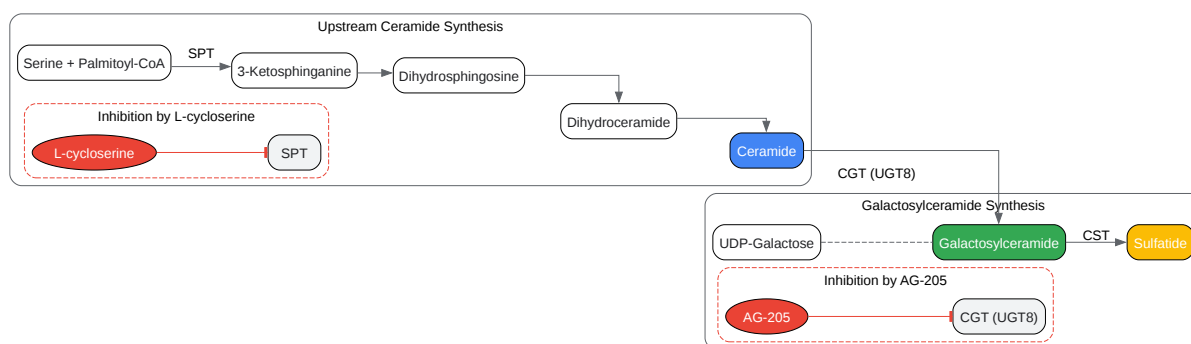 Upstream Ceramide Synthesis
Serine + Palmitoyl-CoA
SPT
3-Ketosphinganine
Dihydrosphingosine
Dihydroceramide
Ceramide
Inhibition by L-cycloserine
L-cycloserine
SPT
CGT (UGT8)
Galactosylceramide Synthesis
UDP-Galactose
Galactosylceramide
CST
Sulfatide
Inhibition by AG-205
AG-205
CGT (UGT8)